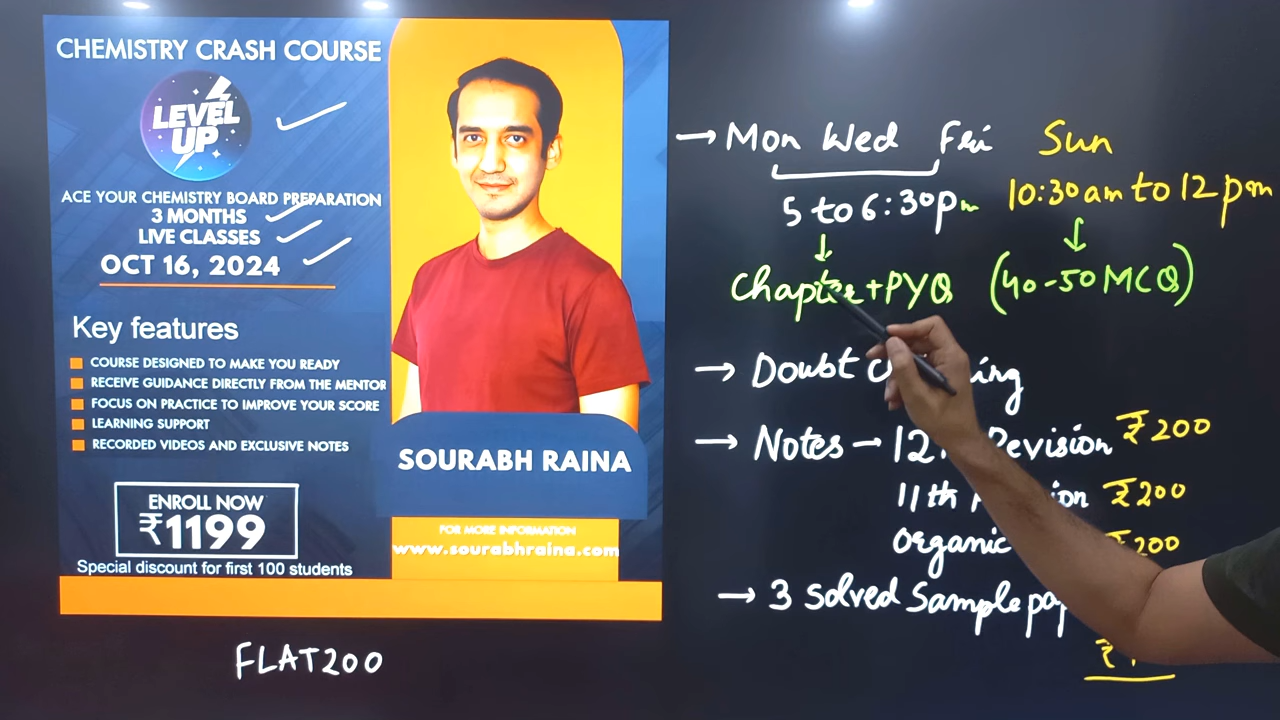 CHEMISTRY CRASH COURSE
LEVEL
UP
ACE YOUR CHEMISTRY BOARD PREPARATION
3 MONTHS
LIVE CLASSES
OCT 16, 2024
Key features
COURSE DESIGNED TO MAKE YOU READY
RECEIVE GUIDANCE DIRECTLY FROM THE MENTOR
FOCUS ON PRACTICE TO IMPROVE YOUR SCORE
LEARNING SUPPORT
RECORDED VIDEOS AND EXCLUSIVE NOTES
ENROLL NOW
₹1199
Special discount for first 100 students
SOURABH RAINA
FOR MORE INFORMATION
www.sourabhraina.com
FLAT200
→ Mon Wed Fri Sun
5 to 6:30pm 10:30am to 12pm
Chapter+PYQ (40-50 MCQ)
→ Doubt
→ Notes → Revision ₹200
11th ₹200
Organic ₹200
→ 3 Solved Sample